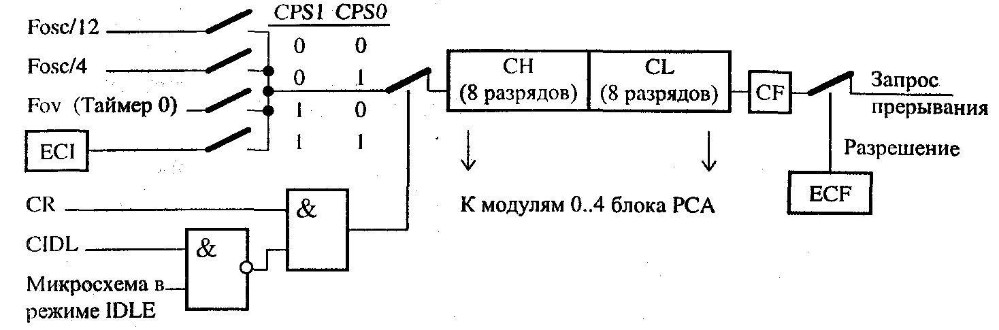 CPS1 CPS0
Fosc/12
0 0
Fosc/4
0 1
Fov (Таймер 0)
1 0
ECI
1 1
CH
(8 разрядов)
CL
(8 разрядов)
CF
Запрос
прерывания
Разрешение
ECF
К модулям 0..4 блока PCA
CR
&
CIDL
&
Микросхема в
режиме IDLE